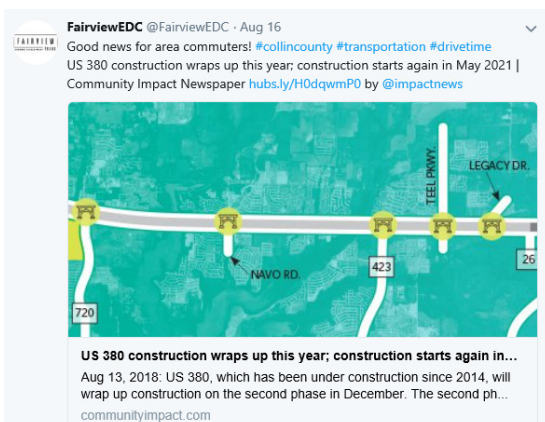 FairviewEDC @FairviewEDC · Aug 16
FAIRVIEW
TEXAS
Good news for area commuters! #collincounty #transportation #drivetime
US 380 construction wraps up this year; construction starts again in May 2021 |
Community Impact Newspaper hubs.ly/H0dqwmP0 by @impactnews
TEEL PKWY.
LEGACY DR.
NAVO RD.
423
26
720
US 380 construction wraps up this year; construction starts again in...
Aug 13, 2018: US 380, which has been under construction since 2014, will
wrap up construction on the second phase in December. The second ph...
communityimpact.com